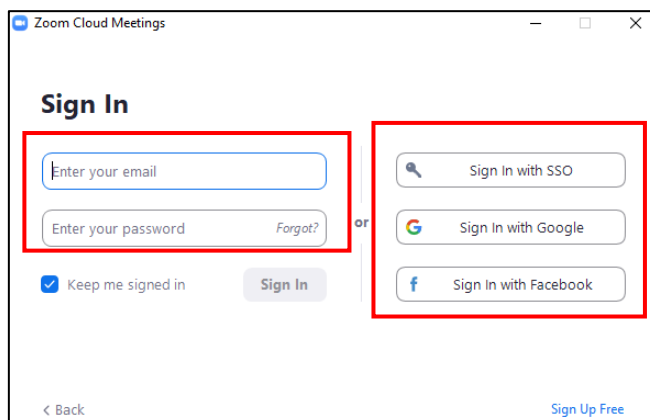 Zoom Cloud Meetings
Sign In
Enter your email
Enter your password Forgot?
Keep me signed in Sign In
or
Sign In with SSO
Sign In with Google
Sign In with Facebook
< Back
Sign Up Free